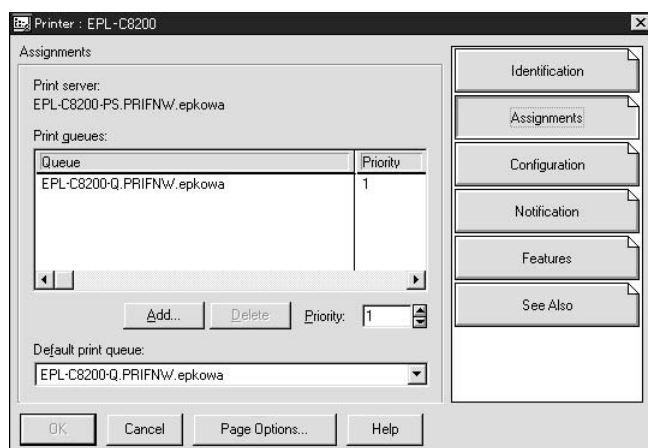 Printer : EPL-C8200
Assignments
Print server:
EPL-C8200-PS.PRIFNW.epkowa
Print queues:
Queue Priority
EPL-C8200-Q.PRIFNW.epkowa 1
Add... Delete Priority: 1
Default print queue:
EPL-C8200-Q.PRIFNW.epkowa
OK Cancel Page Options... Help
Identification
Assignments
Configuration
Notification
Features
See Also